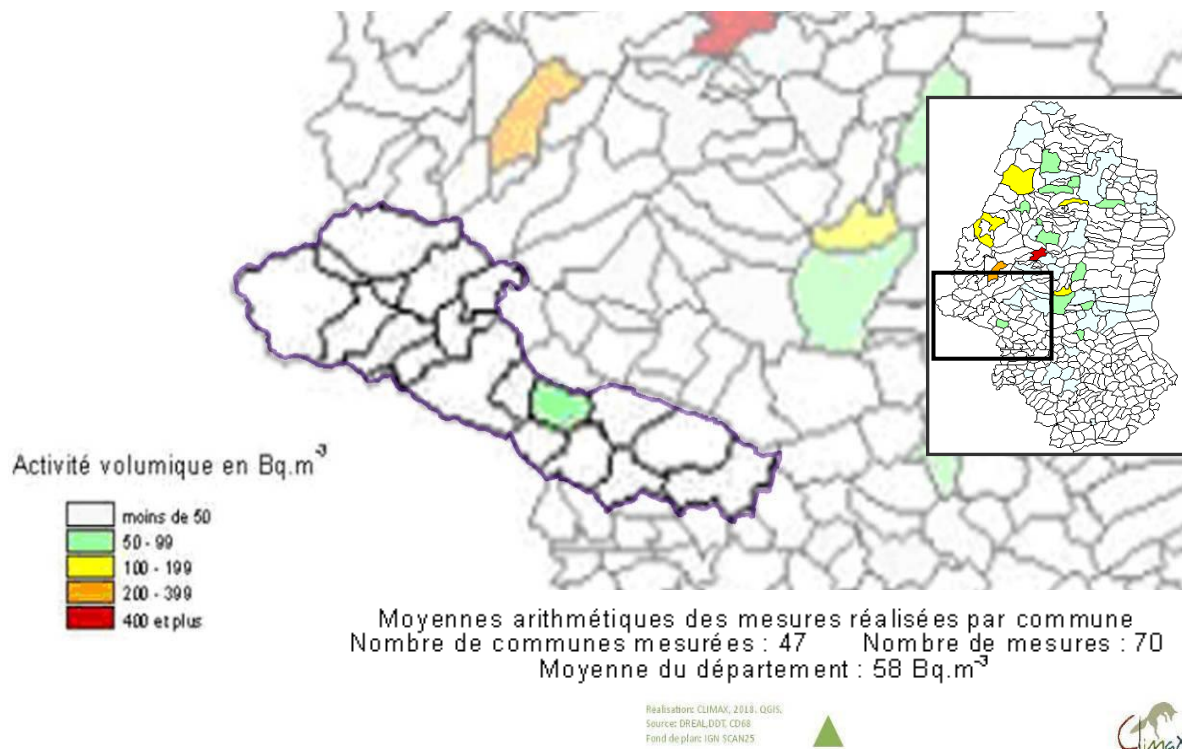 Activité volumique en Bq.m⁻³
moins de 50
50 - 99
100 - 199
200 - 399
400 et plus
Moyennes arithmétiques des mesures réalisées par commune
Nombre de communes mesurées : 47 Nombre de mesures : 70
Moyenne du département : 58 Bq.m⁻³
Réalisation: CLIMAX, 2018. QGIS,
Source: DREAL,DDT, CD68
Fond de plan: IGN SCAN25
Climax